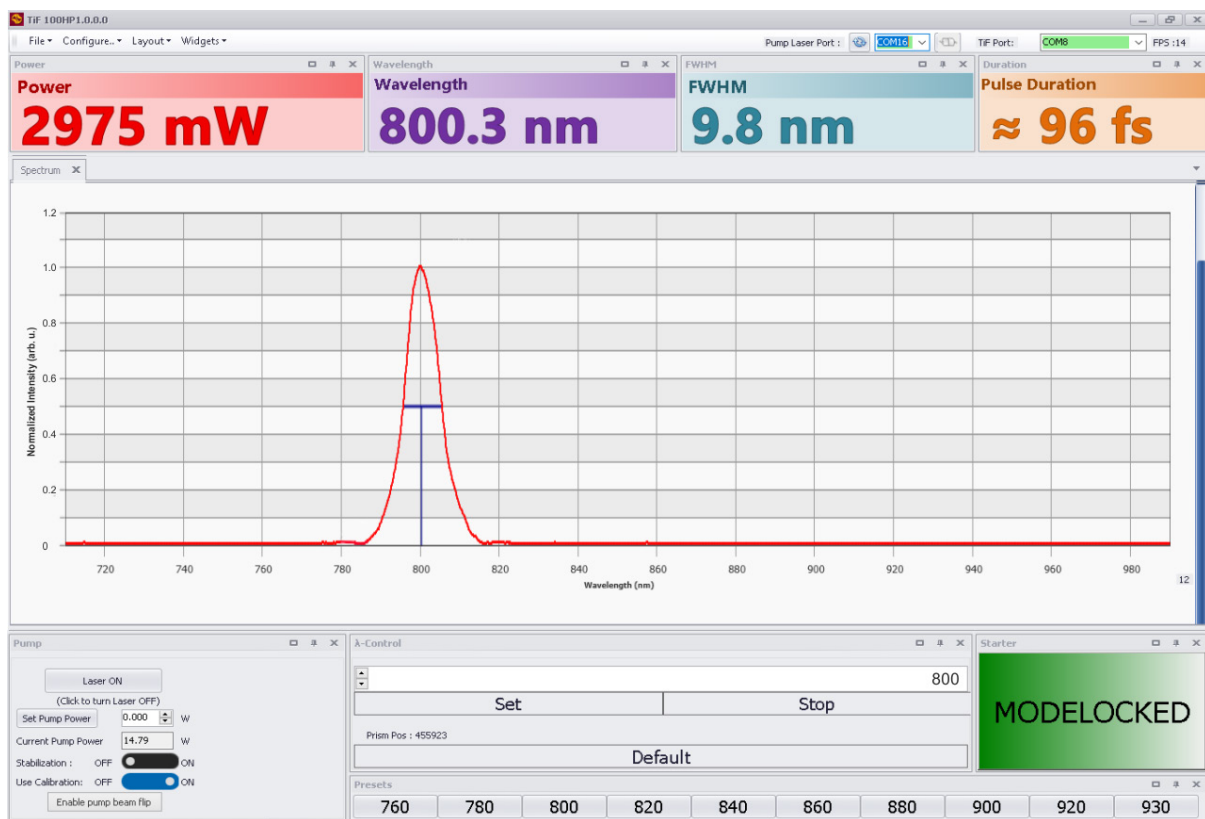 TiF 100HP1.0.0.0
File Configure.. Layout Widgets Pump Laser Port : COM16 TiF Port: COM8 FPS :14
Power Wavelength FWHM Duration
Power Wavelength FWHM Pulse Duration
2975 mW 800.3 nm 9.8 nm ≈ 96 fs
Spectrum
1.2
1.0
0.8
0.6
0.4
0.2
0
Normalized Intensity (arb. u.)
720 740 760 780 800 820 840 860 880 900 920 940 960 980
Wavelength (nm)
12
Pump
Laser ON
(Click to turn Laser OFF)
Set Pump Power 0.000 W
Current Pump Power 14.79 W
Stabilization : OFF ON
Use Calibration: OFF ON
Enable pump beam flip
λ-Control
800
Set Stop
Prism Pos : 455923
Default
Starter
MODELOCKED
Presets
760 780 800 820 840 860 880 900 920 930